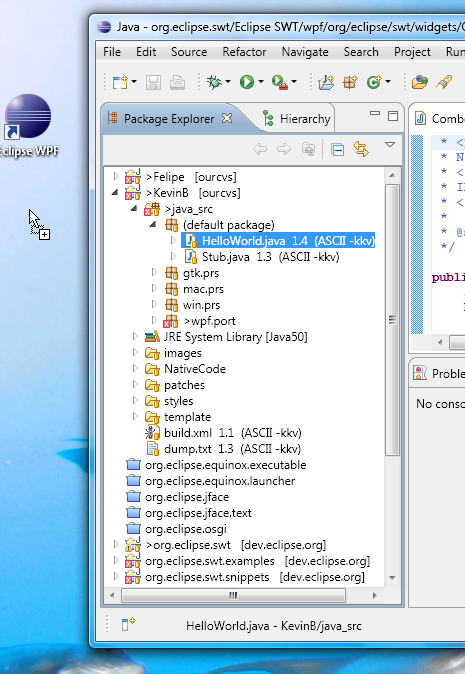 Java - org.eclipse.swt/Eclipse SWT/wpf/org/eclipse/swt/widgets/
File Edit Source Refactor Navigate Search Project Run
Eclipse WPF
Package Explorer Hierarchy
>Felipe [ourcvs]
>KevinB [ourcvs]
>java_src
(default package)
HelloWorld.java 1.4 (ASCII -kkv)
Stub.java 1.3 (ASCII -kkv)
gtk.prs
mac.prs
win.prs
>wpf.port
JRE System Library [Java50]
images
NativeCode
patches
styles
template
build.xml 1.1 (ASCII -kkv)
dump.txt 1.3 (ASCII -kkv)
org.eclipse.equinox.executable
org.eclipse.equinox.launcher
org.eclipse.jface
org.eclipse.jface.text
org.eclipse.osgi
>org.eclipse.swt [dev.eclipse.org]
org.eclipse.swt.examples [dev.eclipse.org]
org.eclipse.swt.snippets [dev.eclipse.org]
HelloWorld.java - KevinB/java_src
Comb
* <
* N
* <
* I
* <
*
* @
*/
publi
Proble
No conso